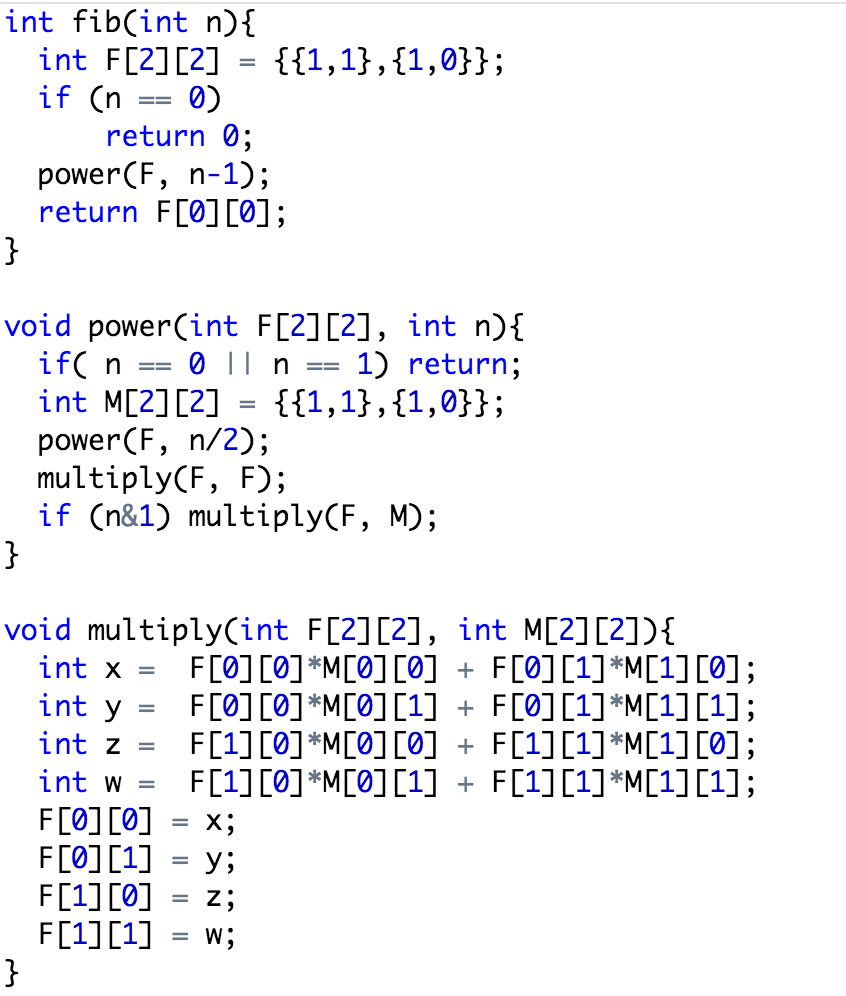 int fib(int n){
  int F[2][2] = {{1,1},{1,0}};
  if (n == 0)
      return 0;
  power(F, n-1);
  return F[0][0];
}

void power(int F[2][2], int n){
  if( n == 0 || n == 1) return;
  int M[2][2] = {{1,1},{1,0}};
  power(F, n/2);
  multiply(F, F);
  if (n&1) multiply(F, M);
}

void multiply(int F[2][2], int M[2][2]){
  int x =  F[0][0]*M[0][0] + F[0][1]*M[1][0];
  int y =  F[0][0]*M[0][1] + F[0][1]*M[1][1];
  int z =  F[1][0]*M[0][0] + F[1][1]*M[1][0];
  int w =  F[1][0]*M[0][1] + F[1][1]*M[1][1];
  F[0][0] = x;
  F[0][1] = y;
  F[1][0] = z;
  F[1][1] = w;
}